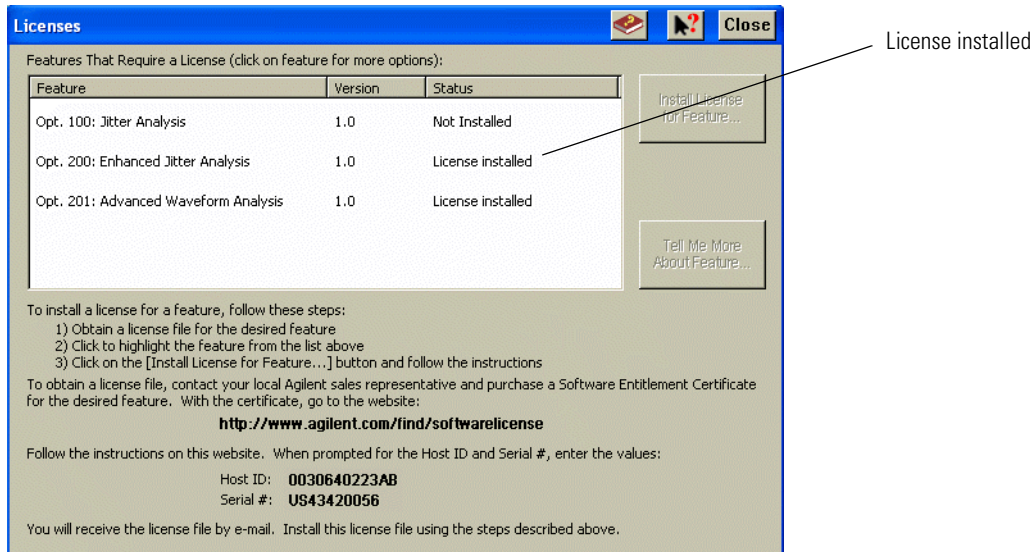 Licenses
Close
License installed
Features That Require a License (click on feature for more options):
Feature Version Status
Opt. 100: Jitter Analysis 1.0 Not Installed
Opt. 200: Enhanced Jitter Analysis 1.0 License installed
Opt. 201: Advanced Waveform Analysis 1.0 License installed
Install License
for Feature...
Tell Me More
About Feature...
To install a license for a feature, follow these steps:
1) Obtain a license file for the desired feature
2) Click to highlight the feature from the list above
3) Click on the [Install License for Feature...] button and follow the instructions
To obtain a license file, contact your local Agilent sales representative and purchase a Software Entitlement Certificate
for the desired feature. With the certificate, go to the website:
http://www.agilent.com/find/softwarelicense
Follow the instructions on this website. When prompted for the Host ID and Serial #, enter the values:
Host ID: 0030640223AB
Serial #: US43420056
You will receive the license file by e-mail. Install this license file using the steps described above.